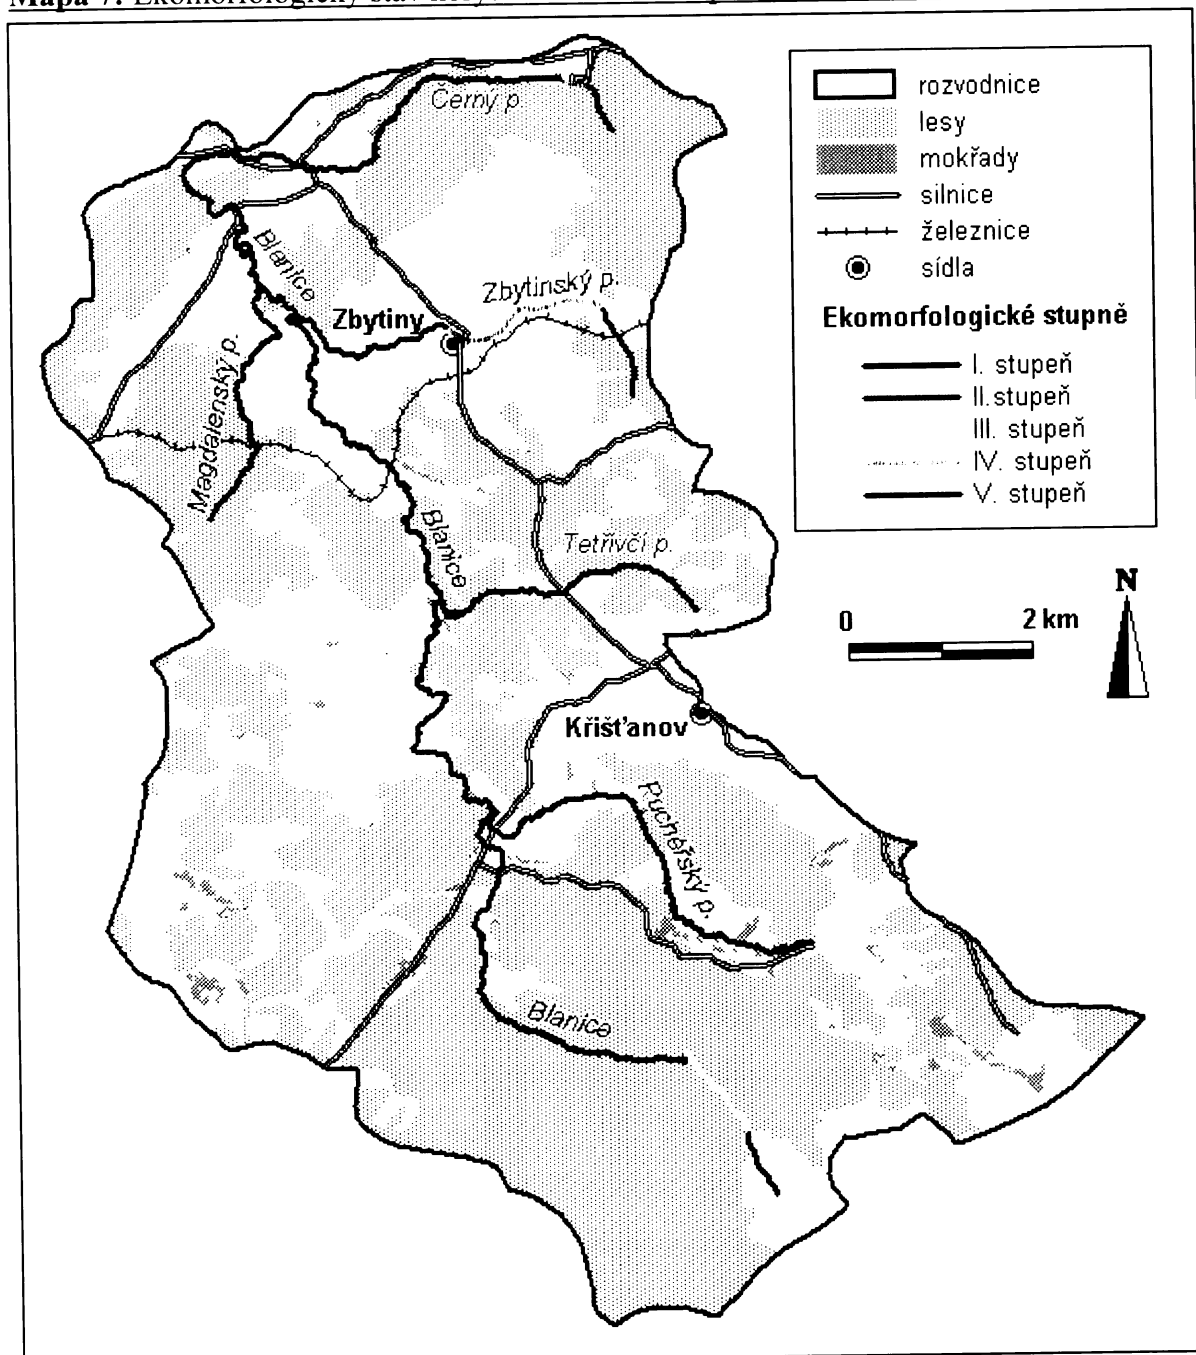 Mapa 7: Ekomorfologický stav
Černý p.
Blanice
Zbytinský p.
Zbytiny
Magdalenský p.
Blanice
Tetřívčí p.
Křišťanov
Ruchéřský p.
Blanice
rozvodnice
lesy
mokřady
silnice
železnice
sídla
Ekomorfologické stupně
I. stupeň
II.stupeň
III. stupeň
IV. stupeň
V. stupeň
N
0 2 km